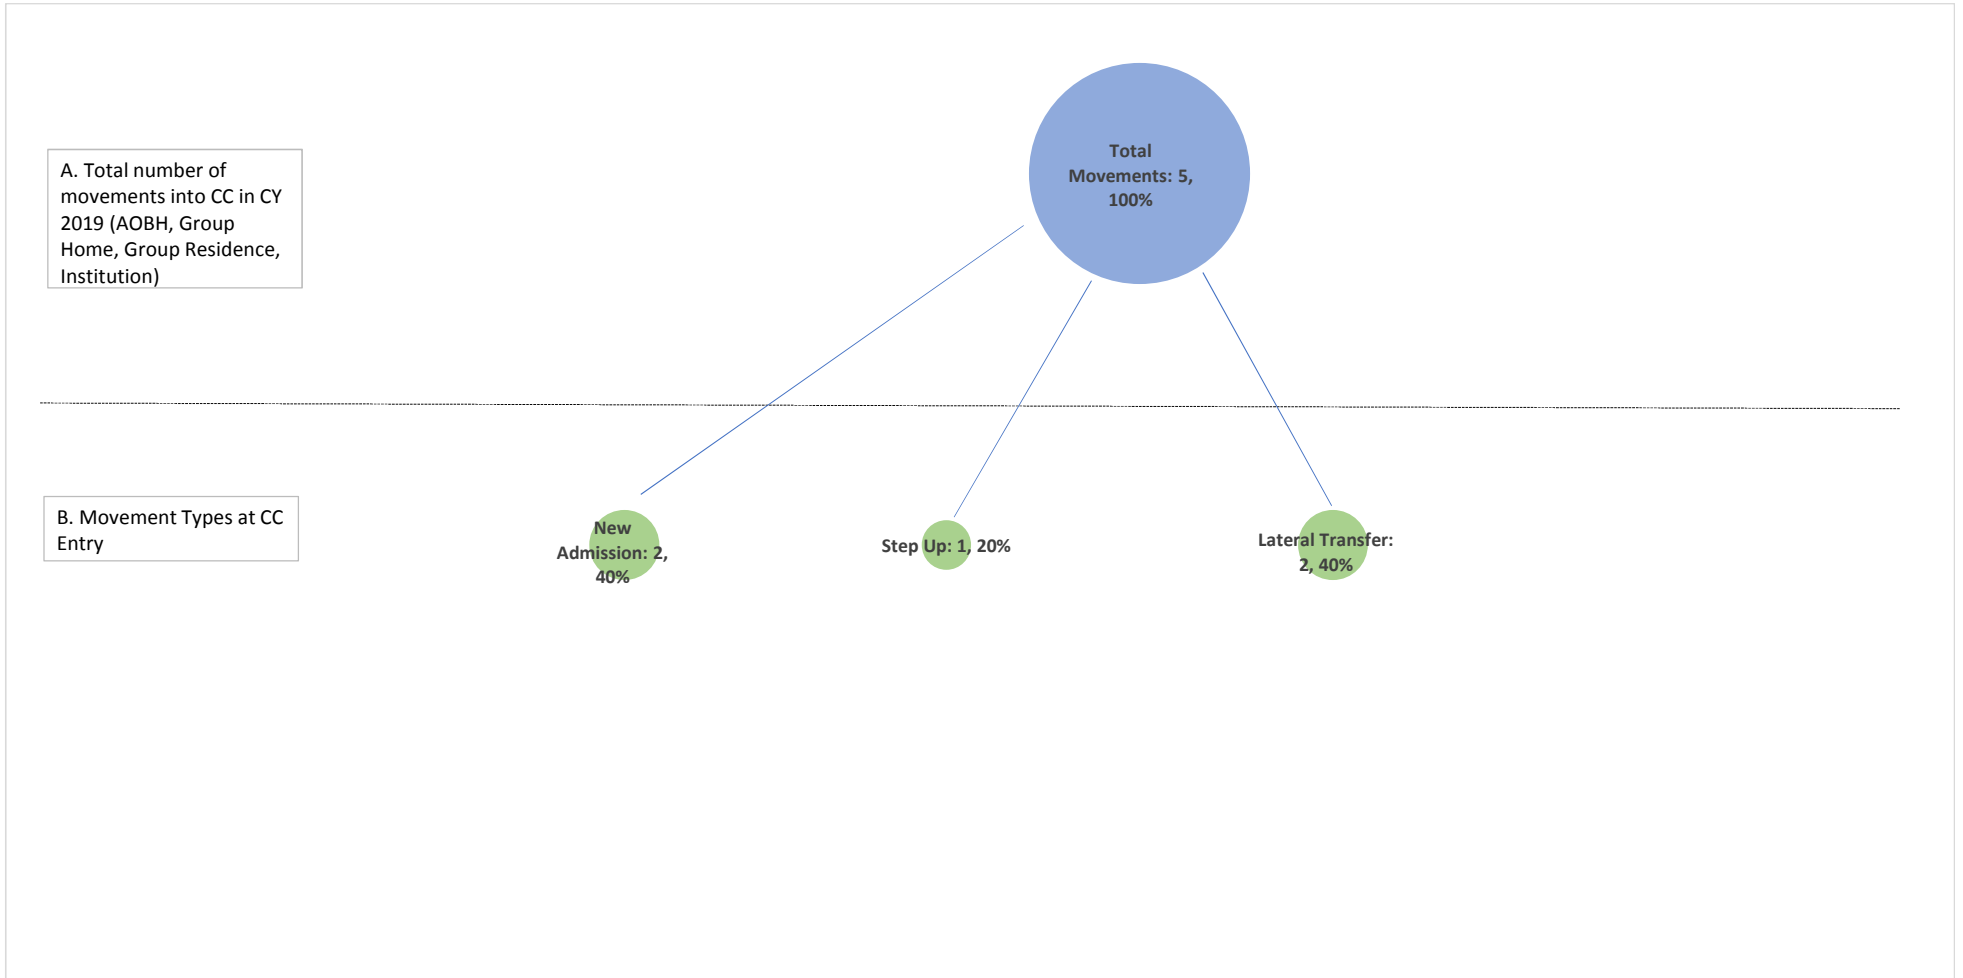 Total
Movements: 5,
100%
A. Total number of
movements into CC in CY
2019 (AOBH, Group
Home, Group Residence,
Institution)
B. Movement Types at CC
Entry
New
Admission: 2,
40%
Step Up: 1, 20%
Lateral Transfer:
2, 40%